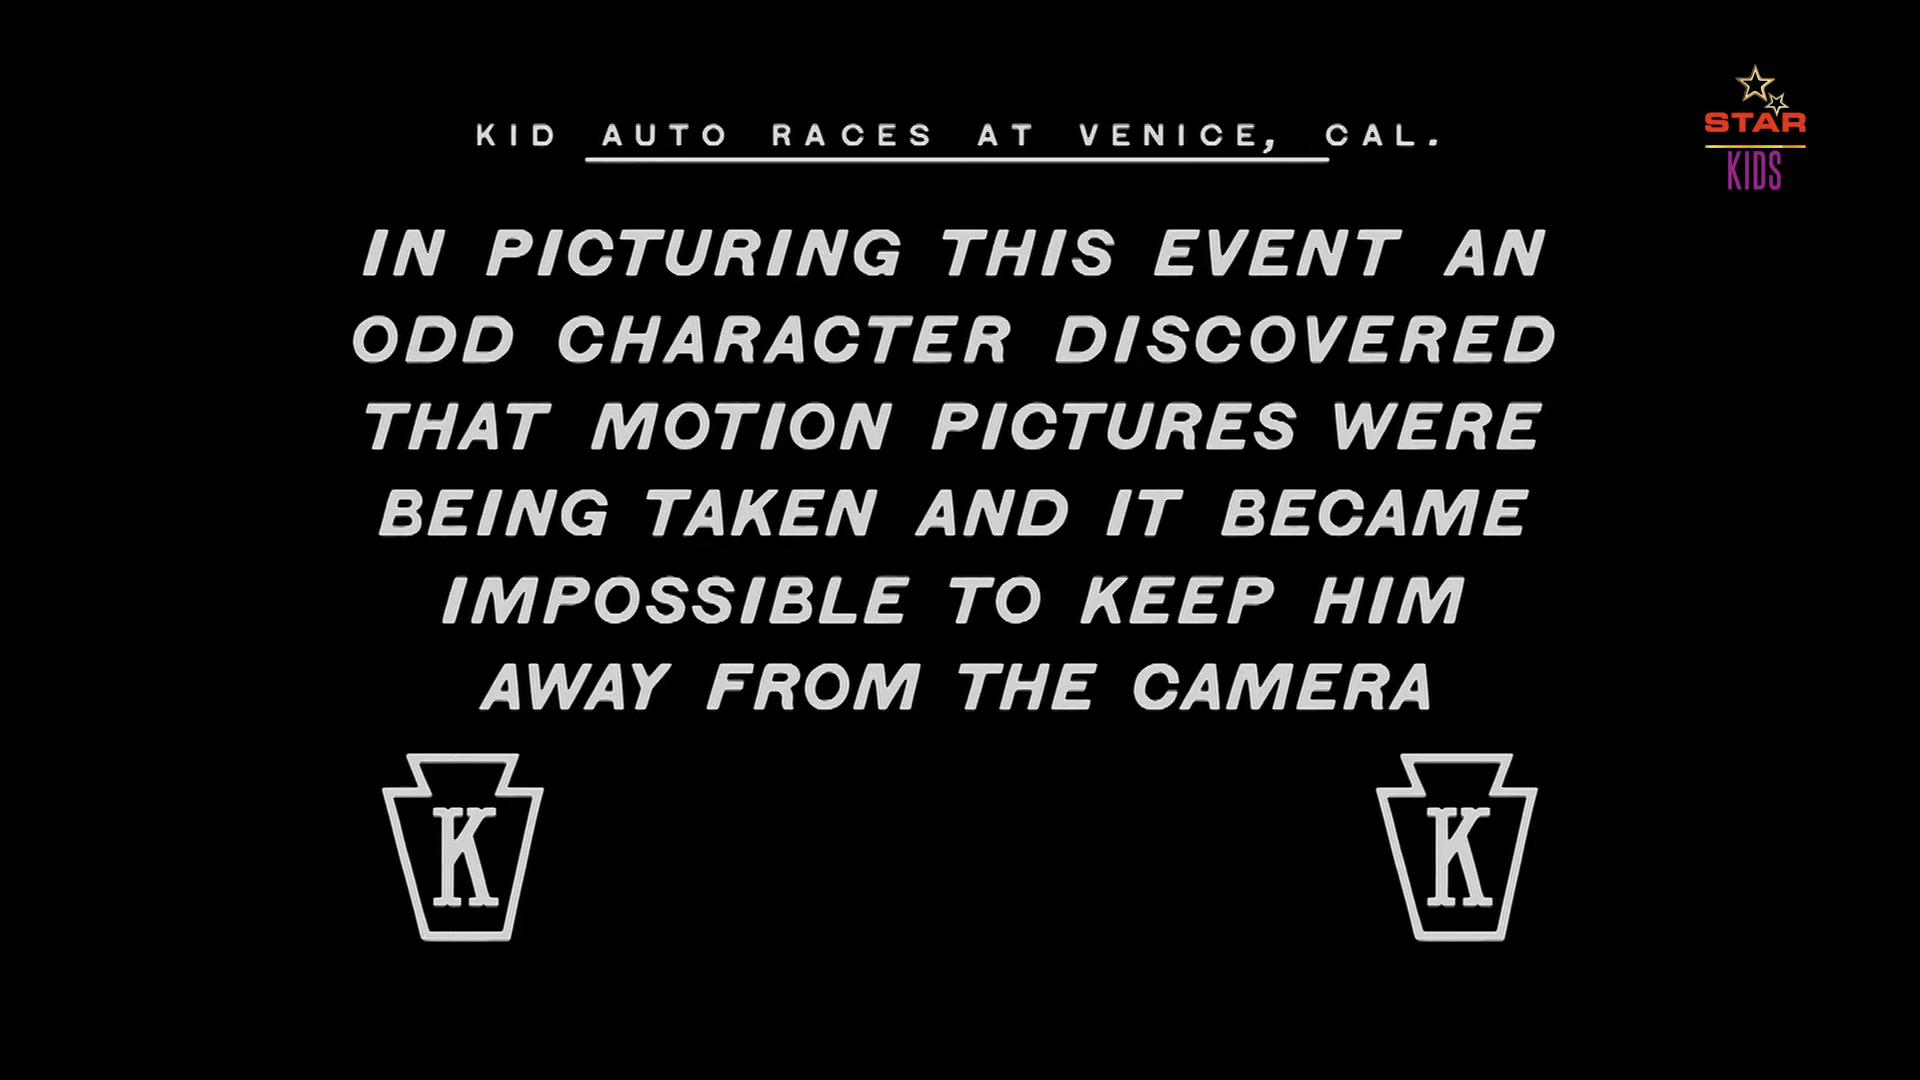 KID AUTO RACES AT VENICE, CAL.
STAR
KIDS
IN PICTURING THIS EVENT AN
ODD CHARACTER DISCOVERED
THAT MOTION PICTURES WERE
BEING TAKEN AND IT BECAME
IMPOSSIBLE TO KEEP HIM
AWAY FROM THE CAMERA
K
K